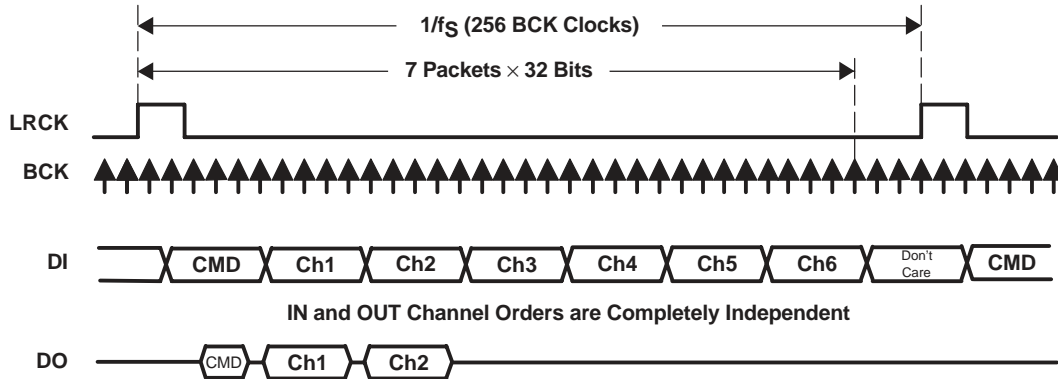 1/fS (256 BCK Clocks)
7 Packets × 32 Bits
LRCK
BCK
DI CMD Ch1 Ch2 Ch3 Ch4 Ch5 Ch6 Don't Care CMD
IN and OUT Channel Orders are Completely Independent
DO CMD Ch1 Ch2